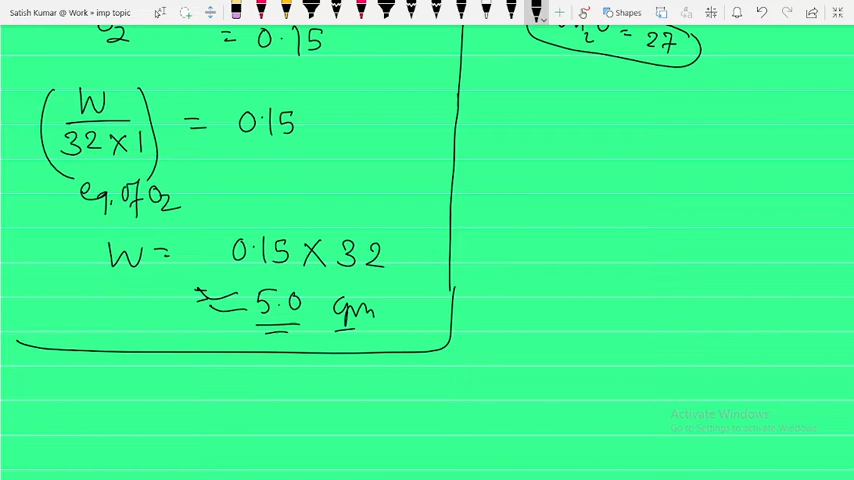 Satish Kumar @ Work » imp topic
Shapes
O2 = 0.15
( W / 32 × 1 ) = 0.15
eq. of O2
W = 0.15 × 32
≈ 5.0 gm
= 27
Activate Windows
Go to Settings to activate Windows.